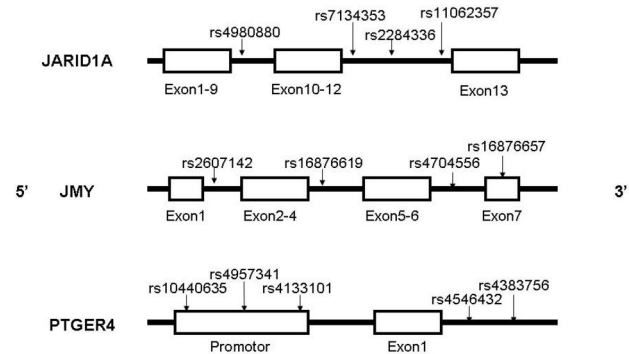 rs11062357
rs7134353
rs4980880
rs2284336
JARID1A
Exon1-9
Exon10-12
Exon13
rs16876657
rs2607142
rs16876619
rs4704556
5’
JMY
3’
Exon1
Exon2-4
Exon5-6
Exon7
rs4957341
rs10440635
rs4133101
rs4383756
rs4546432
PTGER4
Promotor
Exon1